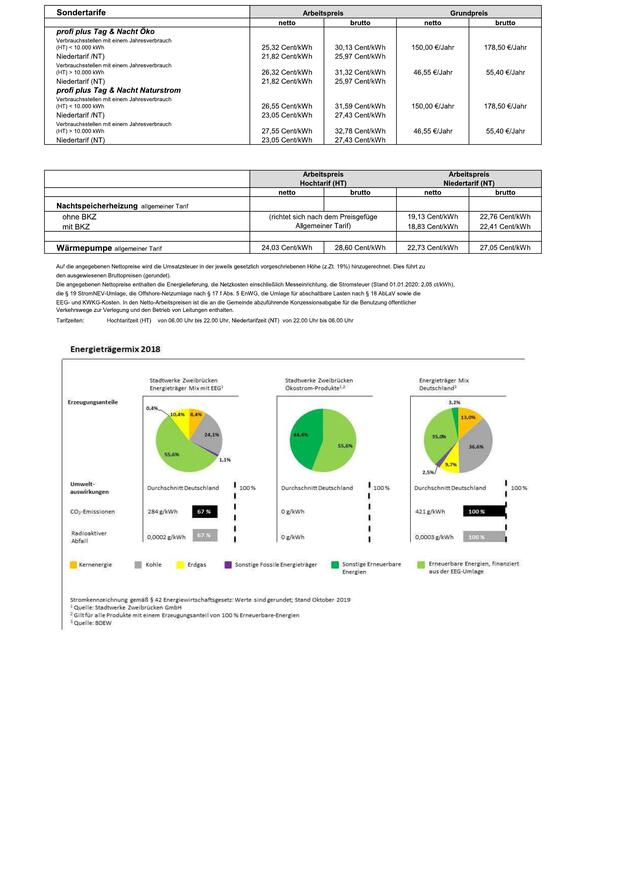 Sondertarife Arbeitspreis Grundpreis
netto brutto netto brutto
profi plus Tag & Nacht Öko
Verbrauchsstellen mit einem Jahresverbrauch
(HT) < 10.000 kWh 25,32 Cent/kWh 30,13 Cent/kWh 150,00 €/Jahr 178,50 €/Jahr
Niedertarif /NT) 21,82 Cent/kWh 25,97 Cent/kWh
Verbrauchsstellen mit einem Jahresverbrauch
(HT) > 10.000 kWh 26,32 Cent/kWh 31,32 Cent/kWh 46,55 €/Jahr 55,40 €/Jahr
Niedertarif (NT) 21,82 Cent/kWh 25,97 Cent/kWh
profi plus Tag & Nacht Naturstrom
Verbrauchsstellen mit einem Jahresverbrauch
(HT) < 10.000 kWh 26,55 Cent/kWh 31,59 Cent/kWh 150,00 €/Jahr 178,50 €/Jahr
Niedertarif /NT) 23,05 Cent/kWh 27,43 Cent/kWh
Verbrauchsstellen mit einem Jahresverbrauch
(HT) > 10.000 kWh 27,55 Cent/kWh 32,78 Cent/kWh 46,55 €/Jahr 55,40 €/Jahr
Niedertarif (NT) 23,05 Cent/kWh 27,43 Cent/kWh
Arbeitspreis Arbeitspreis
Hochtarif (HT) Niedertarif (NT)
netto brutto netto brutto
Nachtspeicherheizung allgemeiner Tarif
ohne BKZ (richtet sich nach dem Preisgefüge 19,13 Cent/kWh 22,76 Cent/kWh
mit BKZ Allgemeiner Tarif) 18,83 Cent/kWh 22,41 Cent/kWh
Wärmepumpe allgemeiner Tarif 24,03 Cent/kWh 28,60 Cent/kWh 22,73 Cent/kWh 27,05 Cent/kWh
Auf die angegebenen Nettopreise wird die Umsatzsteuer in der jeweils gesetzlich vorgeschriebenen Höhe (z.Zt. 19%) hinzugerechnet. Dies führt zu
den ausgewiesenen Bruttopreisen (gerundet).
Die angegebenen Nettopreise enthalten die Energielieferung, die Netzkosten einschließlich Messeinrichtung, die Stromsteuer (Stand 01.01.2020: 2,05 ct/kWh),
die § 19 StromNEV-Umlage, die Offshore-Netzumlage nach § 17 f Abs. 5 EnWG, die Umlage für abschaltbare Lasten nach § 18 AbLaV sowie die
EEG- und KWKG-Kosten. In den Netto-Arbeitspreisen ist die an die Gemeinde abzuführende Konzessionsabgabe für die Benutzung öffentlicher
Verkehrswege zur Verlegung und den Betrieb von Leitungen enthalten.
Tarifzeiten: Hochtarifzeit (HT) von 06.00 Uhr bis 22.00 Uhr, Niedertarifzeit (NT) von 22.00 Uhr bis 06.00 Uhr
Energieträgermix 2018
Stadtwerke Zweibrücken Stadtwerke Zweibrücken Energieträger Mix
Energieträger Mix mit EEG¹ Ökostrom-Produkte¹,² Deutschland³
Erzeugungsanteile
0,4% 10,4% 8,4% 24,1% 1,1% 55,6%
44,4% 55,6%
3,2% 13,0% 36,6% 9,7% 2,5% 35,0%
Umwelt-
auswirkungen Durchschnitt Deutschland 100 % Durchschnitt Deutschland 100 % Durchschnitt Deutschland 100 %
CO₂-Emissionen 284 g/kWh 67 % 0 g/kWh 421 g/kWh 100 %
Radioaktiver
Abfall 0,0002 g/kWh 67 % 0 g/kWh 0,0003 g/kWh 100 %
Kernenergie Kohle Erdgas Sonstige Fossile Energieträger Sonstige Erneuerbare Erneuerbare Energien, finanziert
Energien aus der EEG-Umlage
Stromkennzeichnung gemäß § 42 Energiewirtschaftsgesetz: Werte sind gerundet; Stand Oktober 2019
¹ Quelle: Stadtwerke Zweibrücken GmbH
² Gilt für alle Produkte mit einem Erzeugungsanteil von 100 % Erneuerbare-Energien
³ Quelle: BDEW